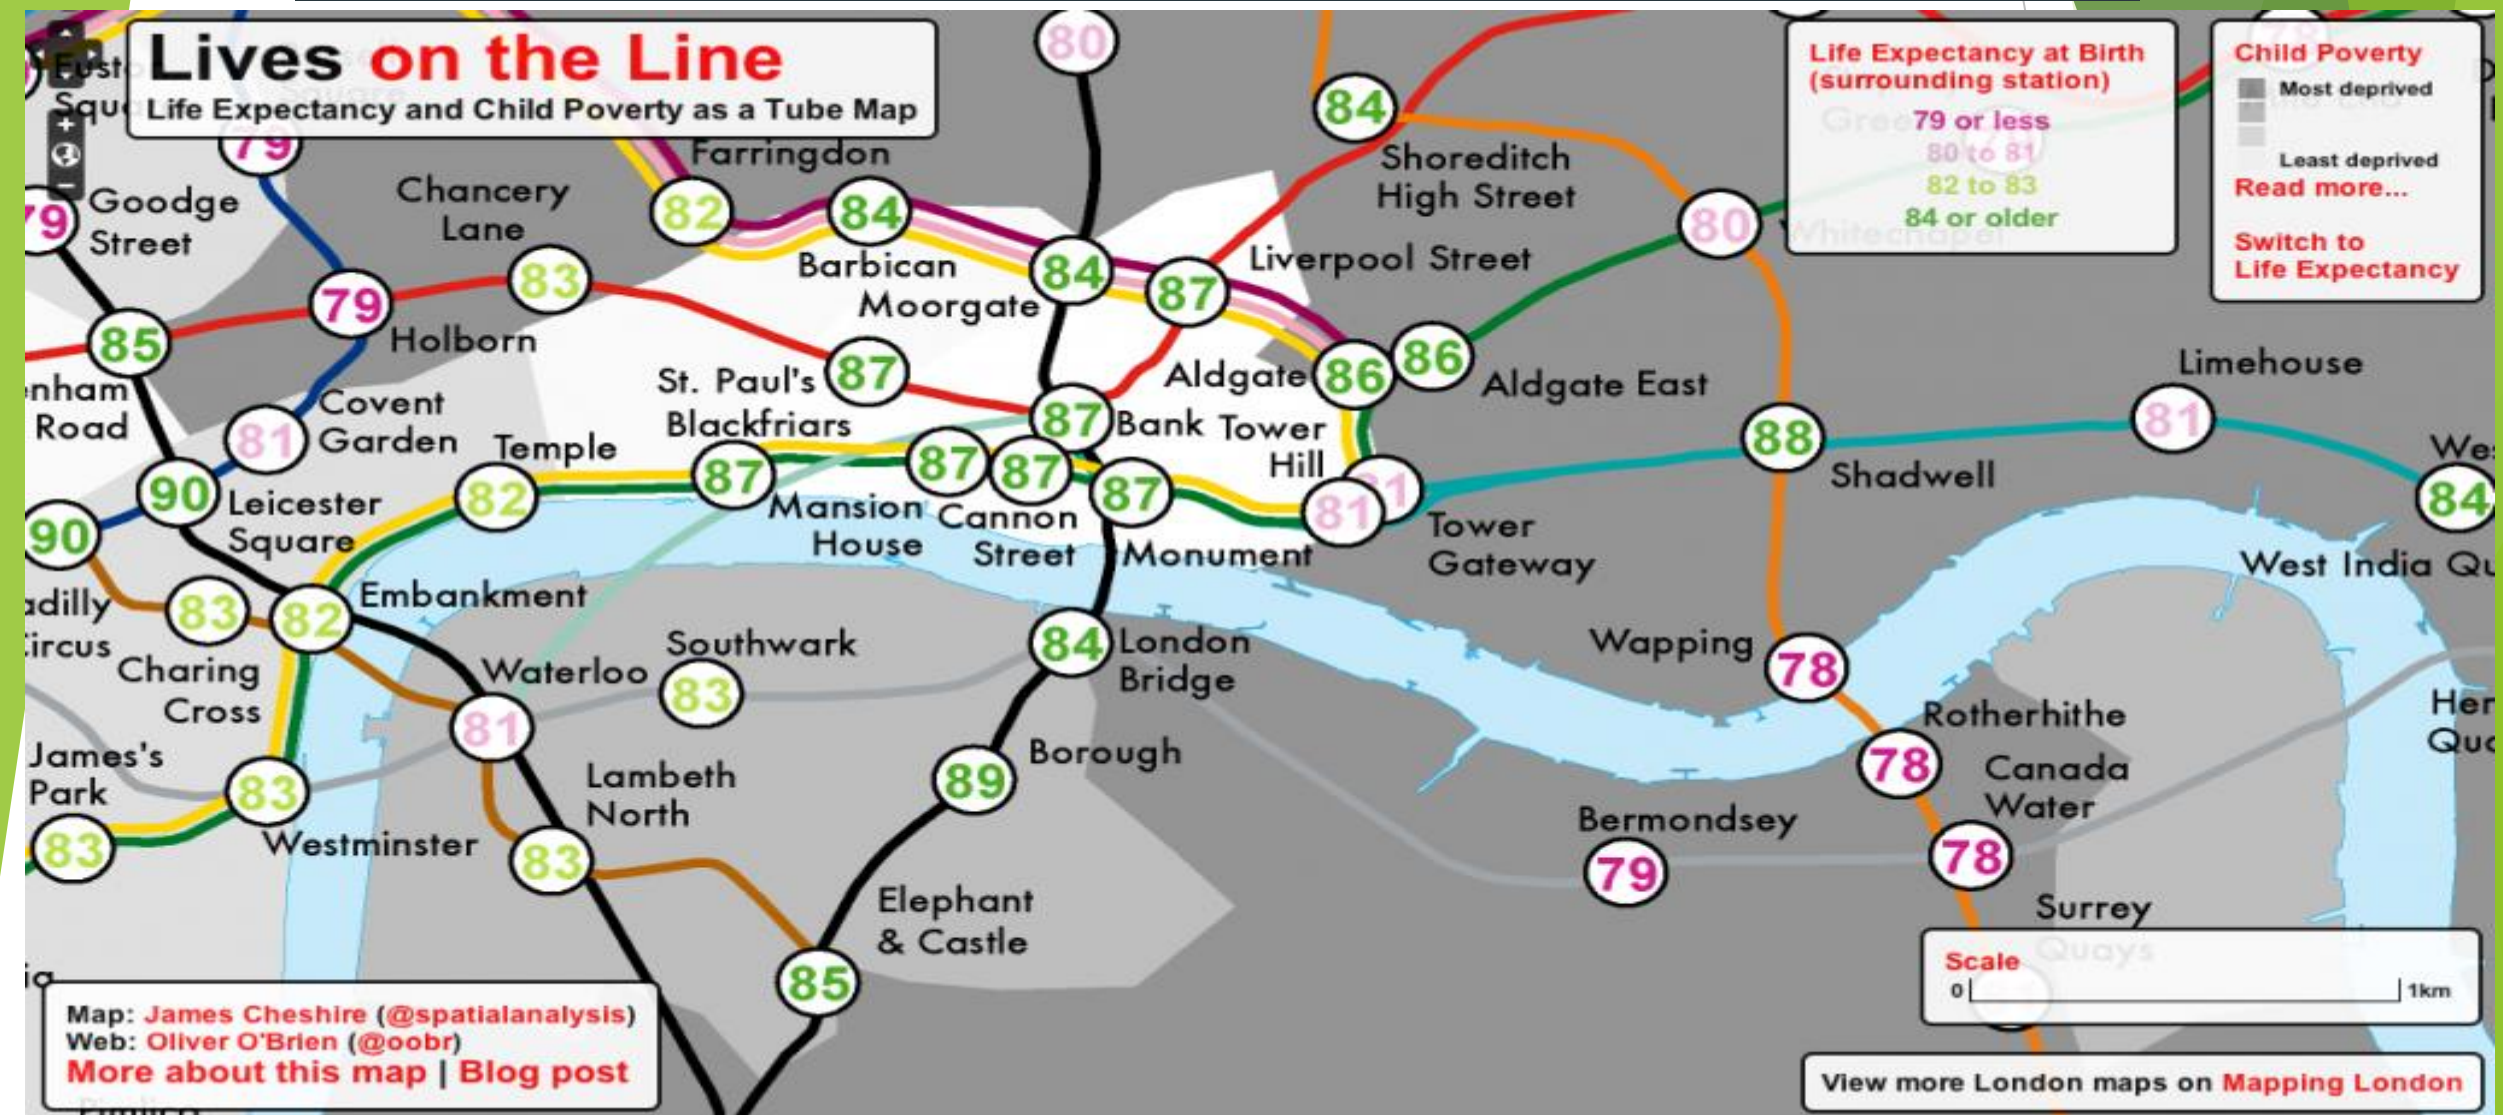 Lives on the Line
Life Expectancy and Child Poverty as a Tube Map
Life Expectancy at Birth
(surrounding station)
79 or less
80 to 81
82 to 83
84 or older
Child Poverty
Most deprived
Least deprived
Read more...
Switch to
Life Expectancy
80
84
Shoreditch
High Street
79
Farringdon
82
84
Barbican
Chancery
Lane
83
Goodge
Street
79
84
Moorgate
87
Liverpool Street
80
Whitechapel
79
Holborn
85
enham
Road
St. Paul's
87
Aldgate
86
86
Aldgate East
Limehouse
81
Covent
Garden
81
Temple
82
Blackfriars
87
87
Mansion
House
87
Cannon
Street
87
Bank
87
Monument
Tower
Hill
81
81
Tower
Gateway
88
Shadwell
84
West India Qu
90
Leicester
Square
90
adilly
ircus
83
Charing
Cross
82
Embankment
Waterloo
81
Southwark
83
84
London
Bridge
Wapping
78
Rotherhithe
78
Canada
Water
78
Bermondsey
79
Surrey
Quays
James's
Park
83
83
Westminster
Lambeth
North
83
89
Borough
Elephant
& Castle
85
Scale
0 1km
Map: James Cheshire (@spatialanalysis)
Web: Oliver O'Brien (@oobr)
More about this map | Blog post
View more London maps on Mapping London